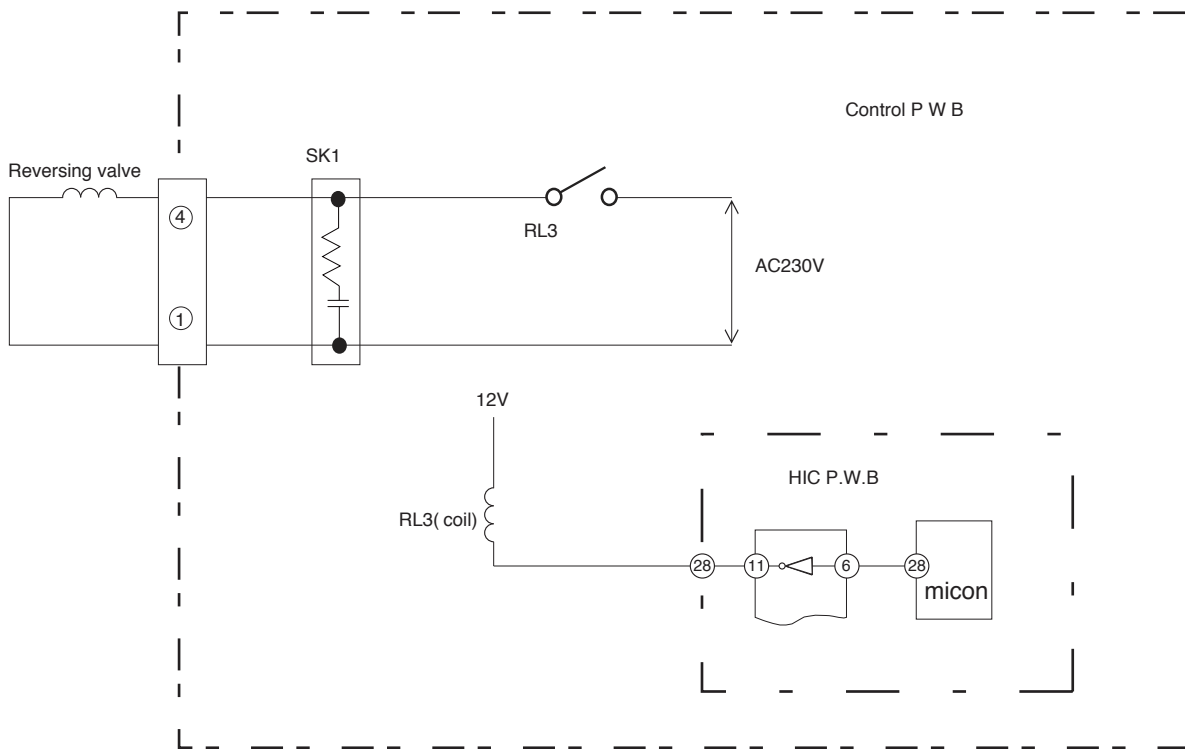 Control P W B
SK1
Reversing valve
4
RL3
AC230V
1
12V
HIC P.W.B
RL3( coil)
28
11
6
28
micon